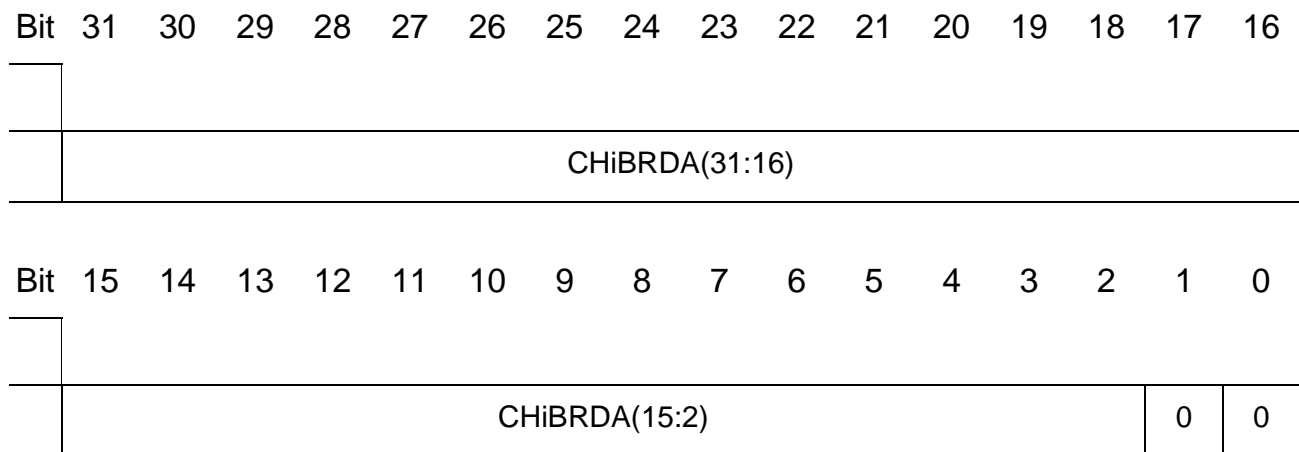 Bit 31 30 29 28 27 26 25 24 23 22 21 20 19 18 17 16
CHiBRDA(31:16)
Bit 15 14 13 12 11 10 9 8 7 6 5 4 3 2 1 0
CHiBRDA(15:2) 0 0